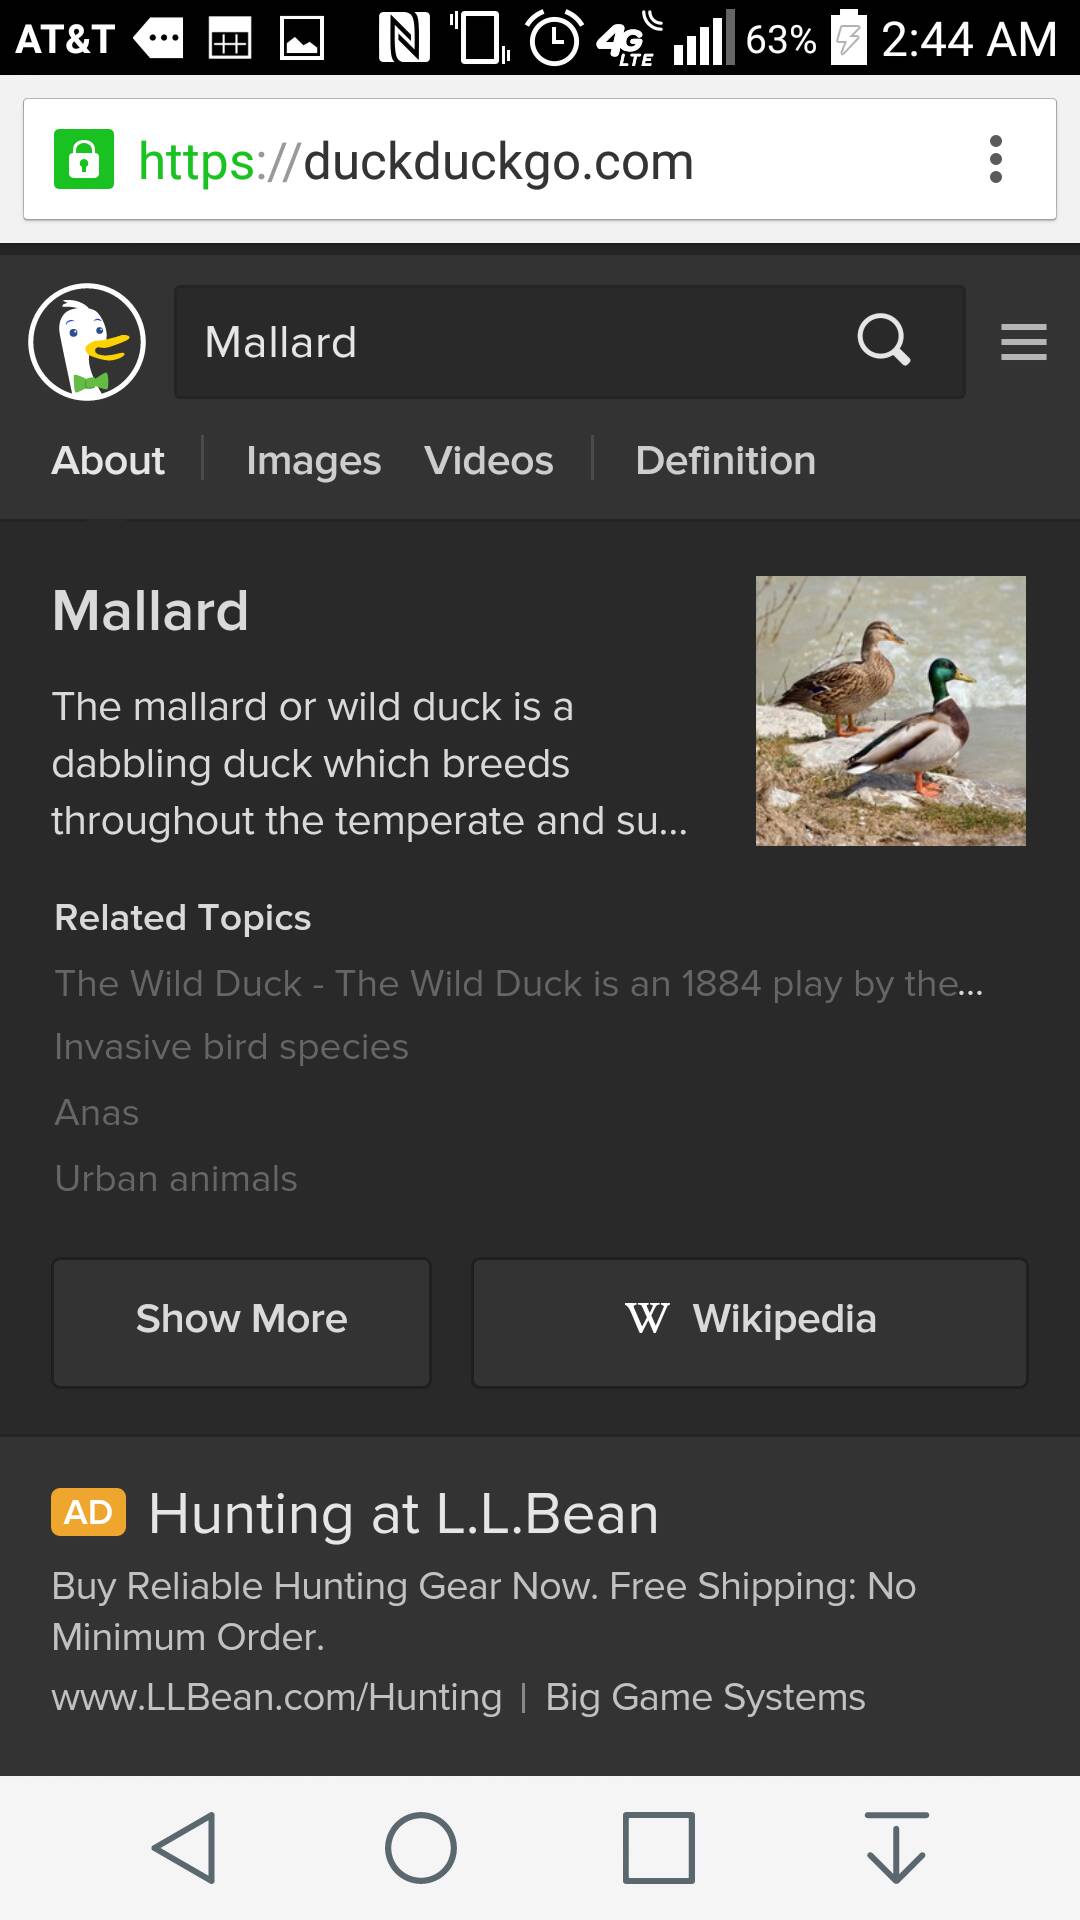 AT&T 4G LTE 63% 2:44 AM
https://duckduckgo.com
Mallard
About Images Videos Definition
Mallard
The mallard or wild duck is a
dabbling duck which breeds
throughout the temperate and su...
Related Topics
The Wild Duck - The Wild Duck is an 1884 play by the...
Invasive bird species
Anas
Urban animals
Show More W Wikipedia
AD Hunting at L.L.Bean
Buy Reliable Hunting Gear Now. Free Shipping: No
Minimum Order.
www.LLBean.com/Hunting | Big Game Systems